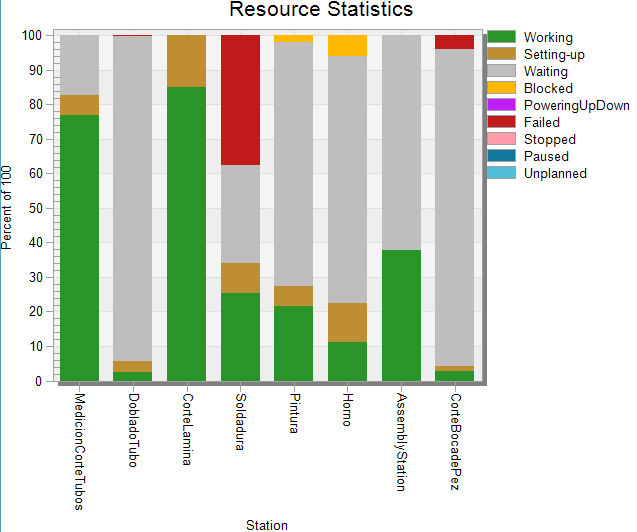 Resource Statistics
Percent of 100
100
90
80
70
60
50
40
30
20
10
0
MedicionCorteTubos
DobladoTubo
CorteLamina
Soldadura
Pintura
Horno
AssemblyStation
CorteBocadePez
Station
Working
Setting-up
Waiting
Blocked
PoweringUpDown
Failed
Stopped
Paused
Unplanned